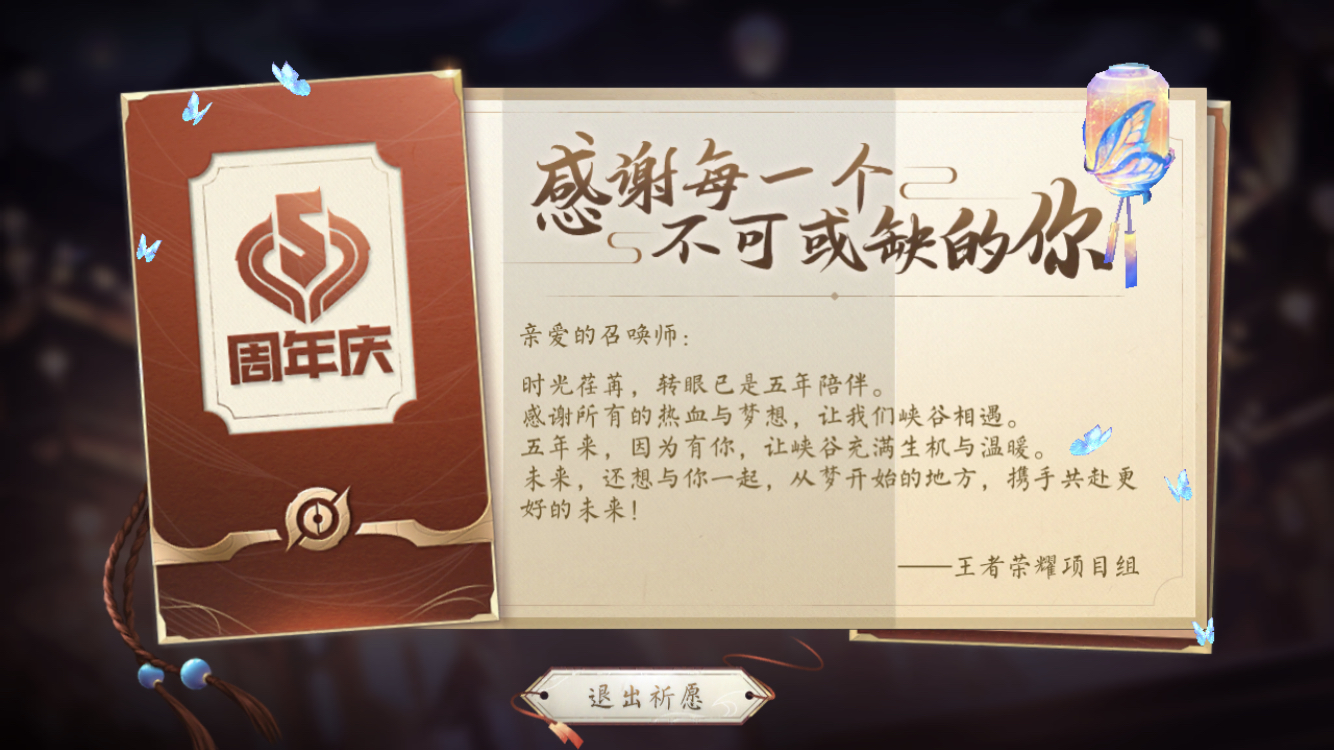 5
周年庆
感谢每一个
不可或缺的你
亲爱的召唤师：
时光荏苒，转眼已是五年陪伴。
感谢所有的热血与梦想，让我们峡谷相遇。
五年来，因为有你，让峡谷充满生机与温暖。
未来，还想与你一起，从梦开始的地方，携手共赴更
好的未来！
——王者荣耀项目组
退出祈愿